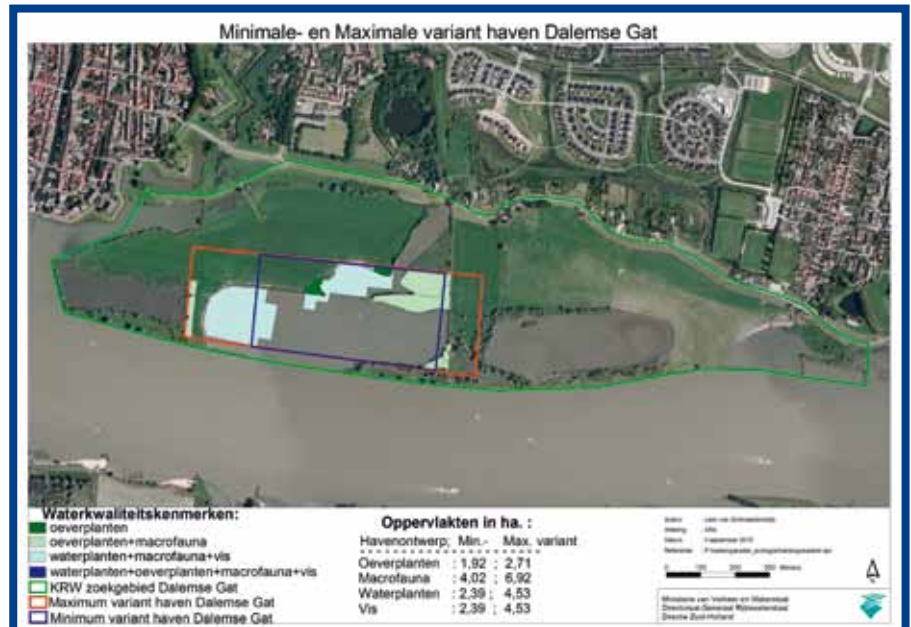 Minimale- en Maximale variant haven Dalemse Gat
Waterkwaliteitskenmerken:
oeverplanten
oeverplanten+macrofauna
waterplanten+macrofauna+vis
waterplanten+oeverplanten+macrofauna+vis
KRW zoekgebied Dalemse Gat
Maximum variant haven Dalemse Gat
Minimum variant haven Dalemse Gat
Oppervlakten in ha. :
Havenontwerp; Min.- Max. variant
Oeverplanten : 1,92 ; 2,71
Macrofauna : 4,02 ; 6,92
Waterplanten : 2,39 ; 4,53
Vis : 2,39 ; 4,53
Ministerie van Verkeer en Waterstaat
Directoraat-Generaal Rijkswaterstaat
Directie Zuid-Holland